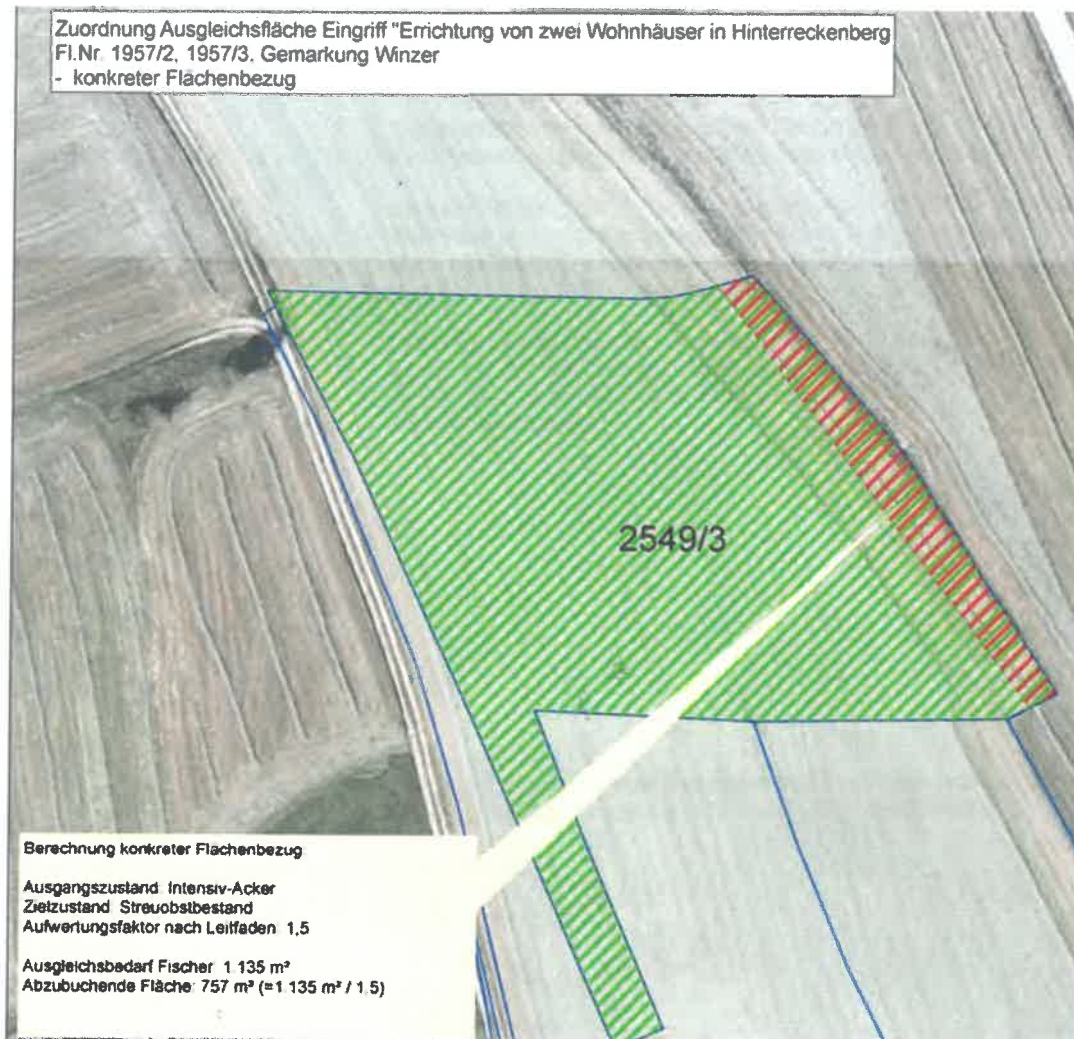 Zuordnung Ausgleichsfläche Eingriff "Errichtung von zwei Wohnhäuser in Hinterreckenberg
Fl.Nr. 1957/2, 1957/3, Gemarkung Winzer
- konkreter Flächenbezug
2549/3
Berechnung konkreter Flächenbezug
Ausgangszustand: Intensiv-Acker
Zielzustand: Streuobstbestand
Aufwertungsfaktor nach Leitfaden: 1,5
Ausgleichsbedarf Fischer: 1.135 m²
Abzubuchende Fläche: 757 m² (=1.135 m² / 1,5)